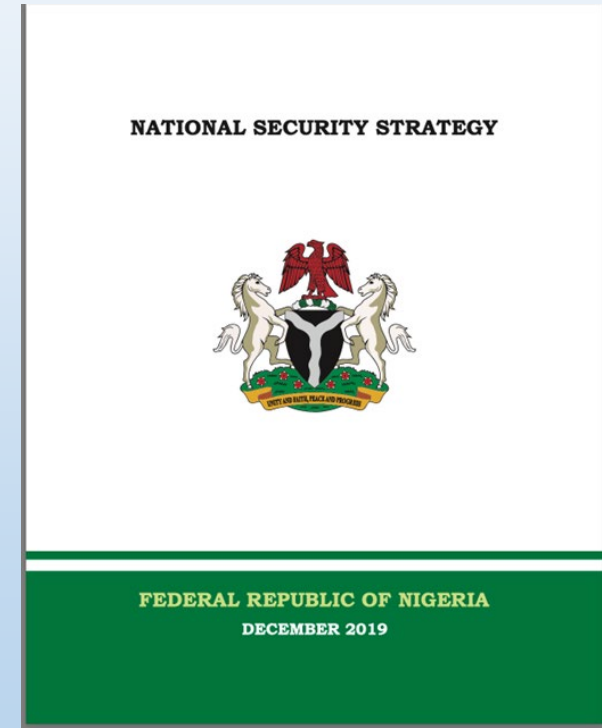 NATIONAL SECURITY STRATEGY
UNITY AND FAITH, PEACE AND PROGRESS
FEDERAL REPUBLIC OF NIGERIA
DECEMBER 2019